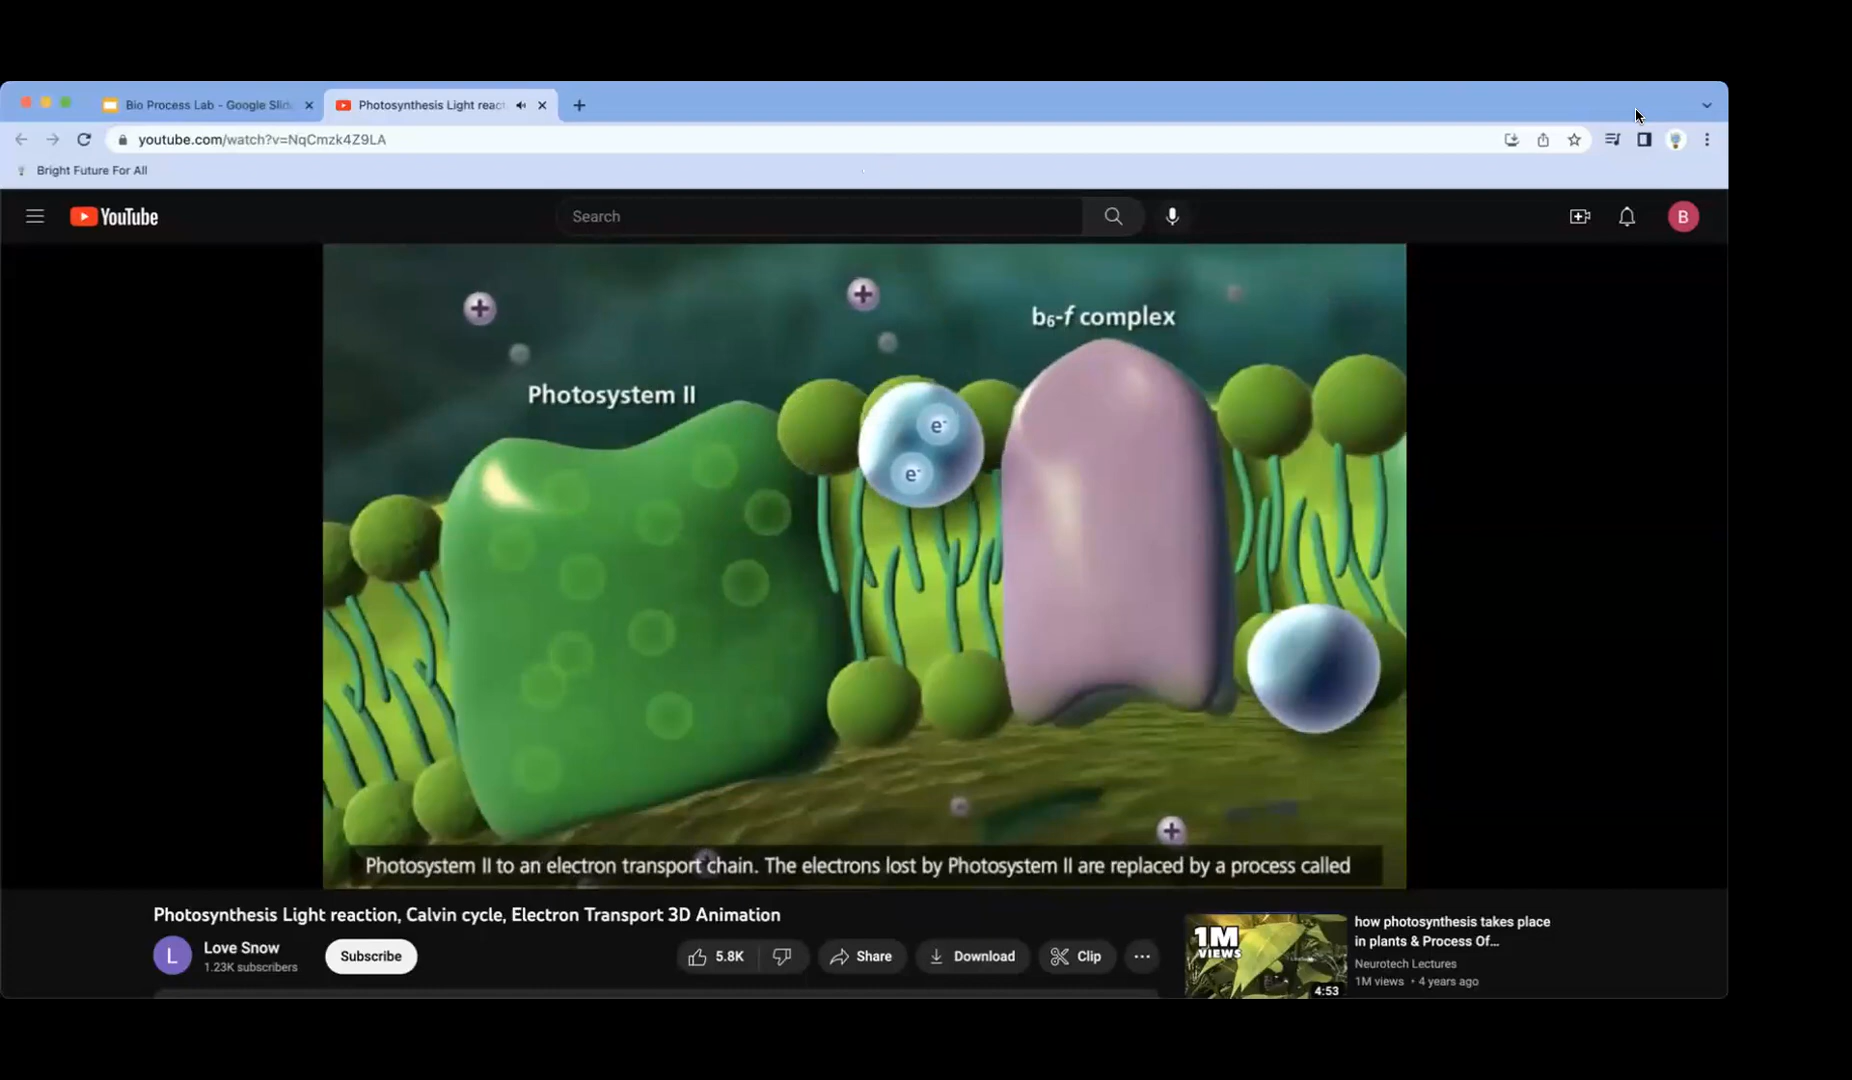 Bio Process Lab - Google Slid
Photosynthesis Light react
youtube.com/watch?v=NqCmzk4Z9LA
Bright Future For All
YouTube
Search
B
b₆-f complex
Photosystem II
e⁻
e⁻
Photosystem II to an electron transport chain. The electrons lost by Photosystem II are replaced by a process called
Photosynthesis Light reaction, Calvin cycle, Electron Transport 3D Animation
L
Love Snow
1.23K subscribers
Subscribe
5.8K
Share
Download
Clip
1M
VIEWS
4:53
how photosynthesis takes place
in plants & Process Of...
Neurotech Lectures
1M views • 4 years ago